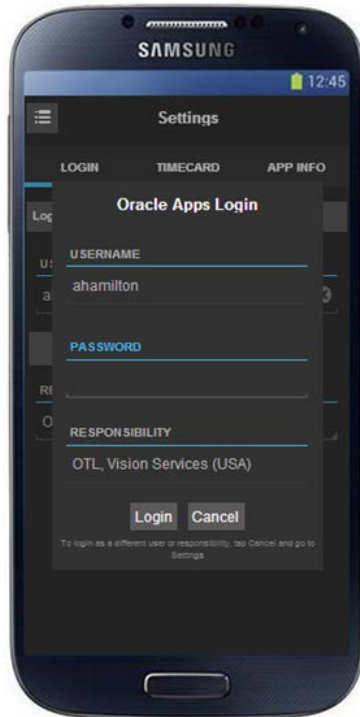 SAMSUNG
12:45
Settings
LOGIN TIMECARD APP INFO
Log
Oracle Apps Login
USERNAME
ahamilton
PASSWORD
RESPONSIBILITY
OTL, Vision Services (USA)
Login Cancel
To login as a different user or responsibility, tap Cancel and go to
Settings